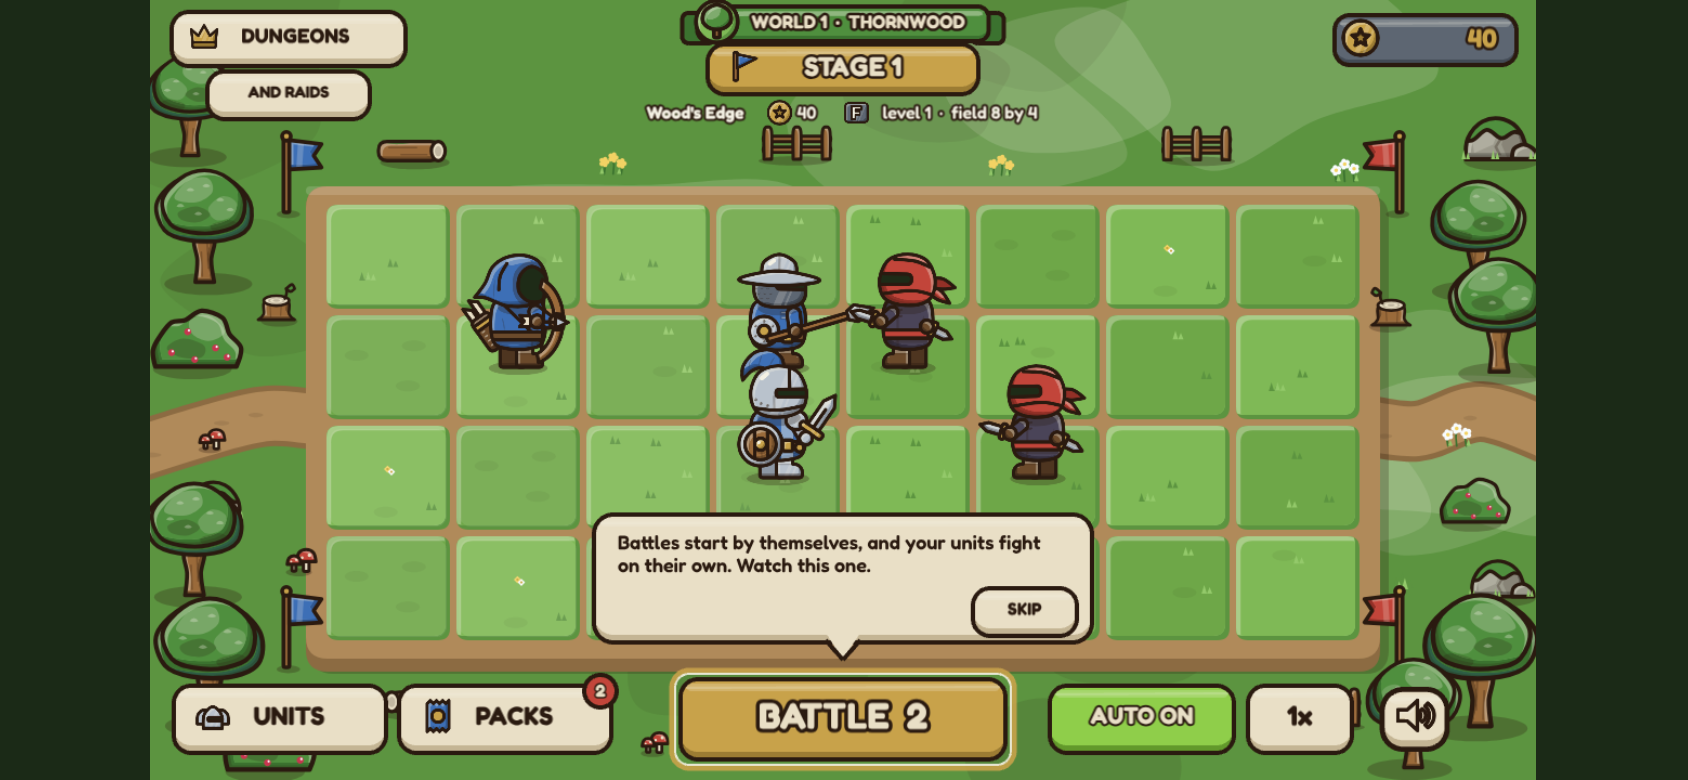 DUNGEONS
AND RAIDS
WORLD 1 • THORNWOOD
STAGE 1
Wood's Edge 40 F level 1 • field 8 by 4
40
Battles start by themselves, and your units fight
on their own. Watch this one.
SKIP
UNITS
PACKS
2
BATTLE 2
AUTO ON
1x